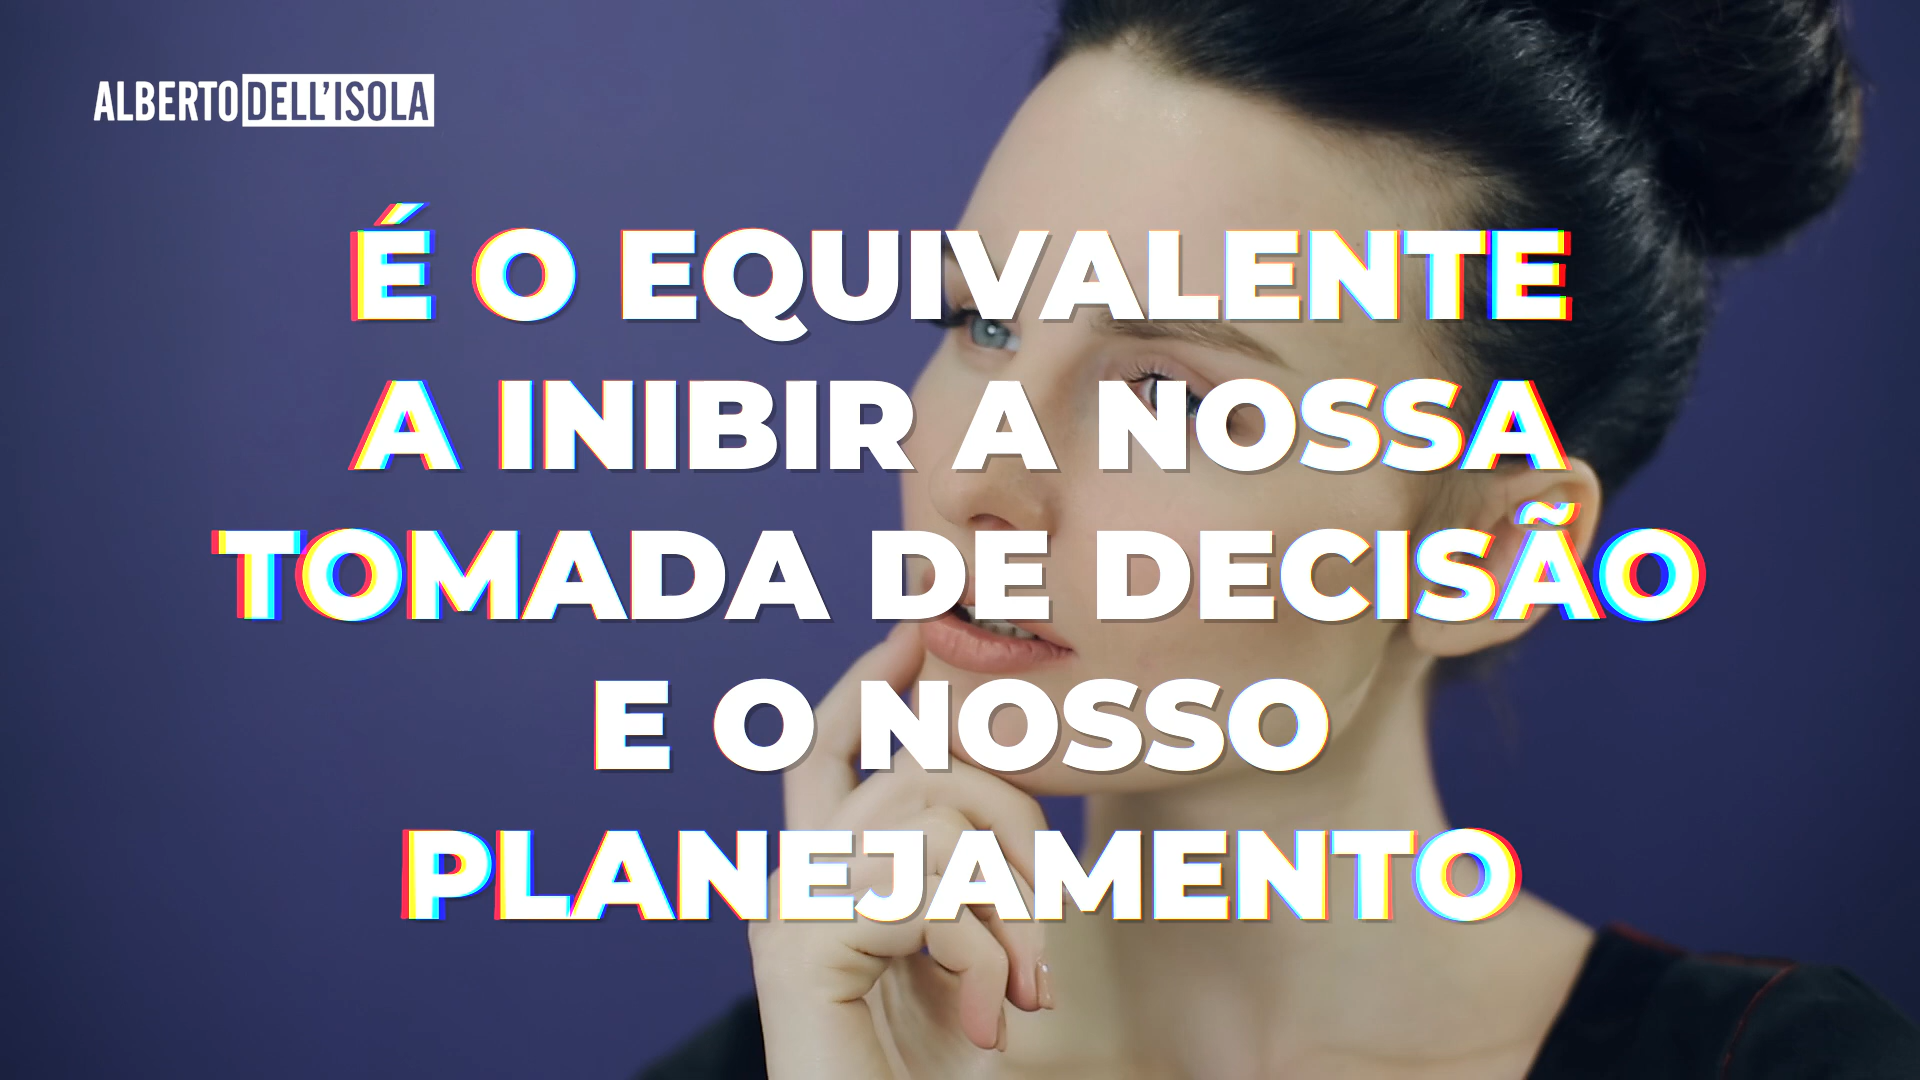 ALBERTO DELL'ISOLA
É O EQUIVALENTE
A INIBIR A NOSSA
TOMADA DE DECISÃO
E O NOSSO
PLANEJAMENTO